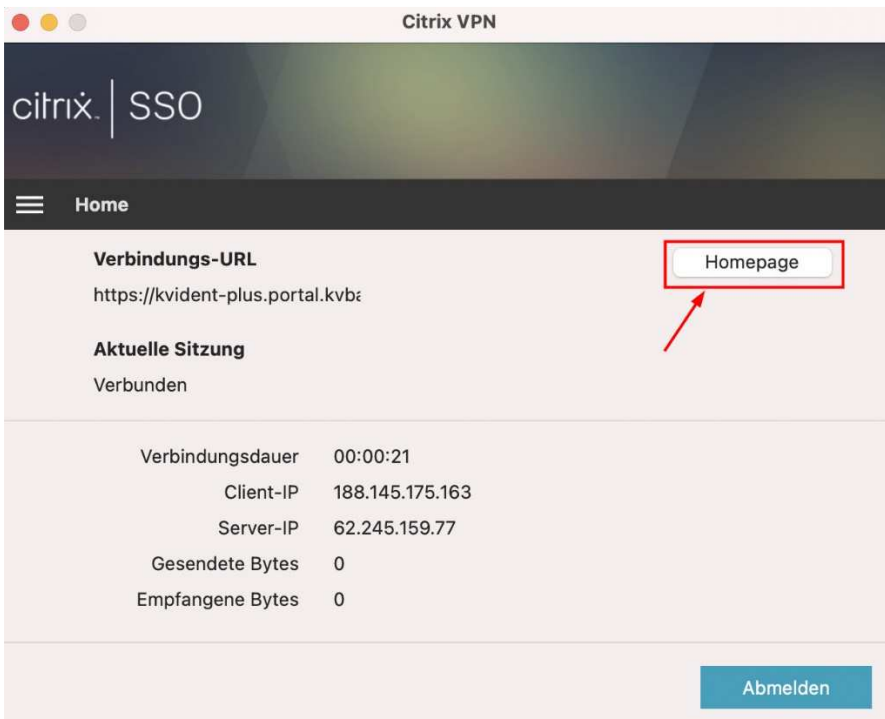 Citrix VPN
citrix. SSO
Home
Verbindungs-URL
Homepage
https://kvident-plus.portal.kvba
Aktuelle Sitzung
Verbunden
Verbindungsdauer 00:00:21
Client-IP 188.145.175.163
Server-IP 62.245.159.77
Gesendete Bytes 0
Empfangene Bytes 0
Abmelden